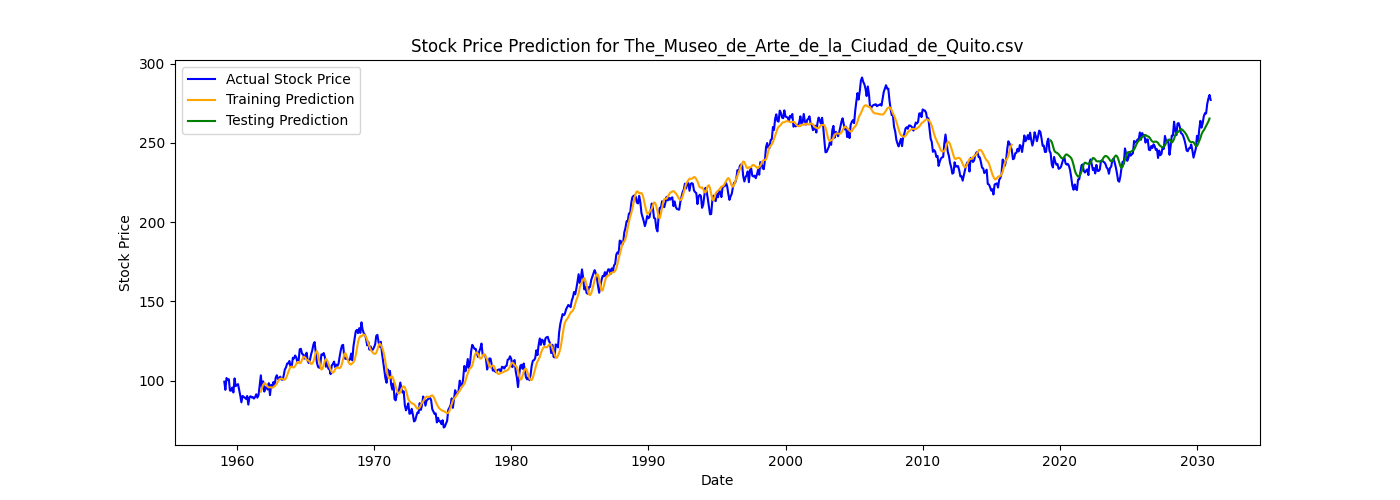 Stock Price Prediction for The_Museo_de_Arte_de_la_Ciudad_de_Quito.csv
Actual Stock Price
Training Prediction
Testing Prediction
300
250
200
150
100
Stock Price
1960 1970 1980 1990 2000 2010 2020 2030
Date